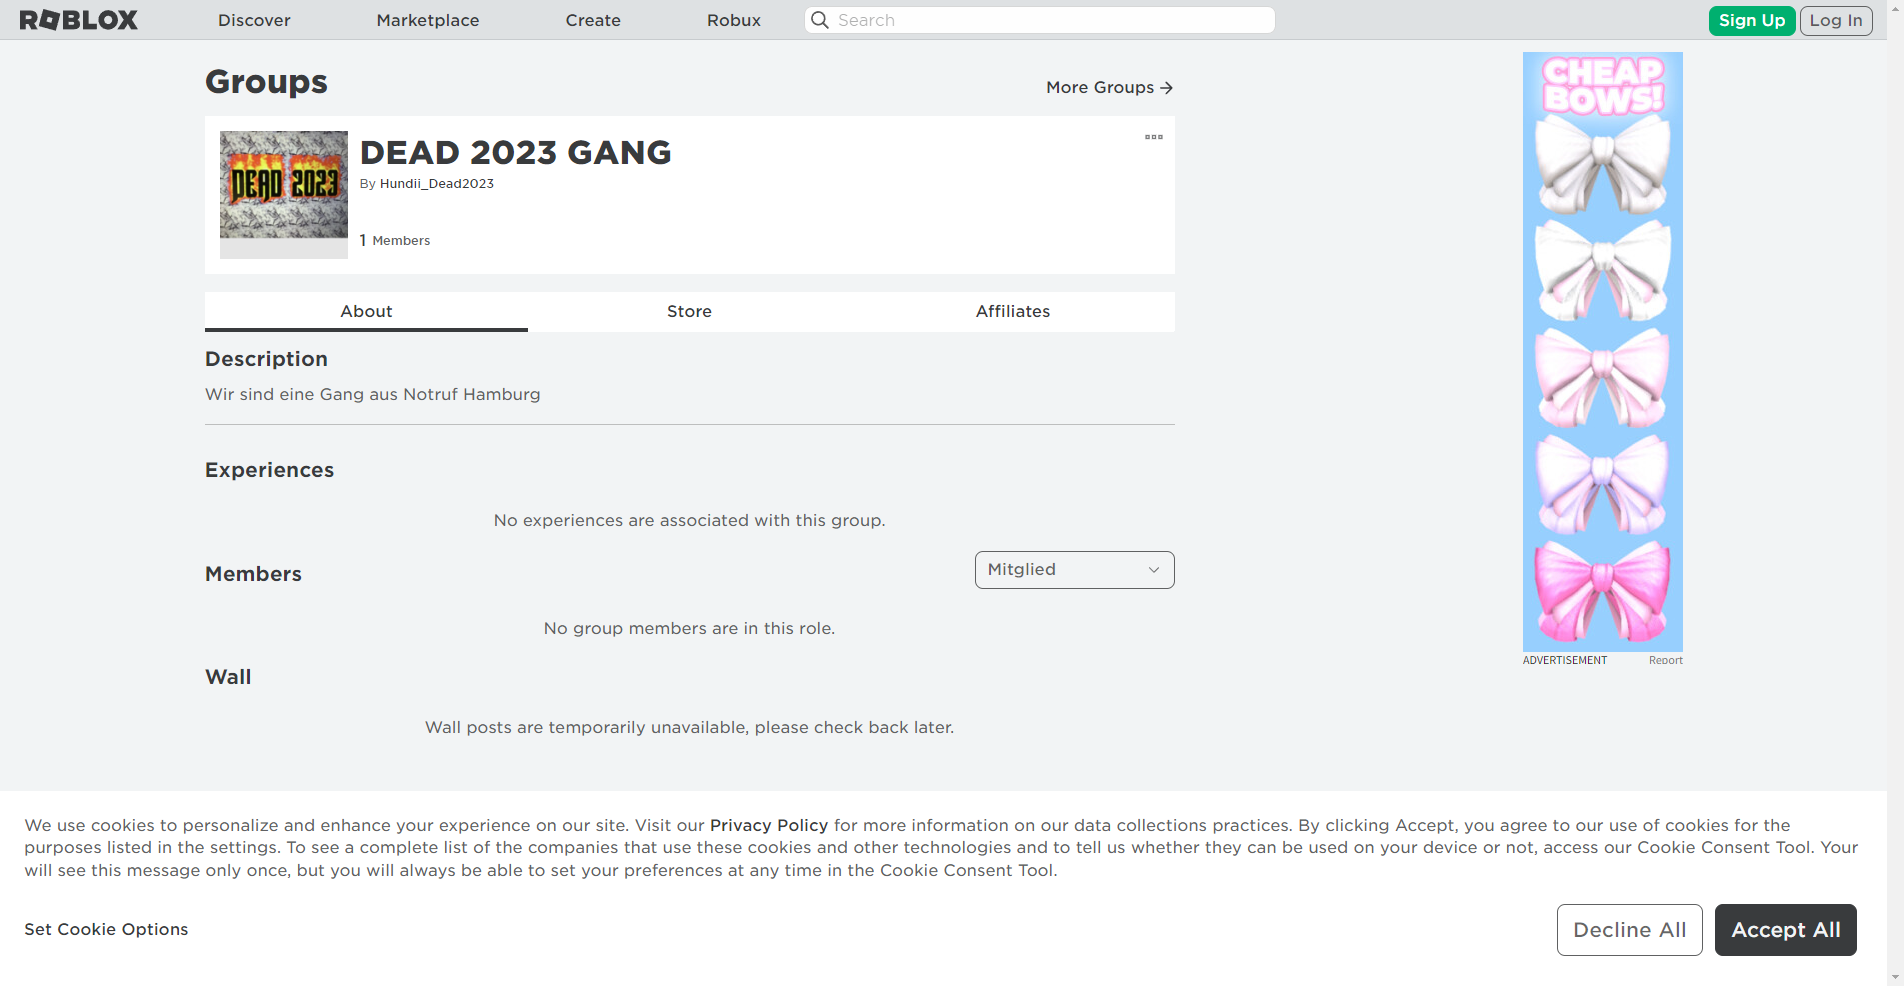 ROBLOX
Discover
Marketplace
Create
Robux
Search
Sign Up
Log In
Groups
More Groups
DEAD 2023
DEAD 2023 GANG
By Hundii_Dead2023
1 Members
About
Store
Affiliates
Description
Wir sind eine Gang aus Notruf Hamburg
Experiences
No experiences are associated with this group.
Members
Mitglied
No group members are in this role.
Wall
Wall posts are temporarily unavailable, please check back later.
CHEAP
BOWS!
ADVERTISEMENT
Report
We use cookies to personalize and enhance your experience on our site. Visit our Privacy Policy for more information on our data collections practices. By clicking Accept, you agree to our use of cookies for the
purposes listed in the settings. To see a complete list of the companies that use these cookies and other technologies and to tell us whether they can be used on your device or not, access our Cookie Consent Tool. Your
will see this message only once, but you will always be able to set your preferences at any time in the Cookie Consent Tool.
Set Cookie Options
Decline All
Accept All